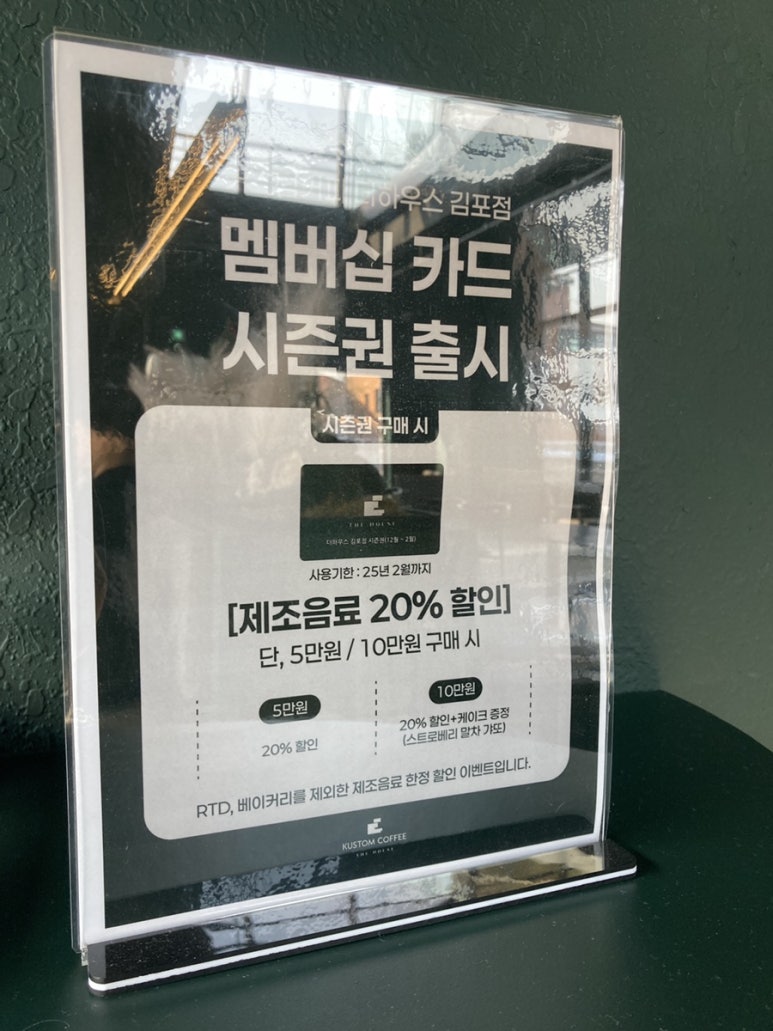 더하우스 김포점
멤버십 카드
시즌권 출시
시즌권 구매 시
THE HOUSE
더하우스 김포점 시즌권(12월 ~ 2월)
사용기한 : 25년 2월까지
[제조음료 20% 할인]
단, 5만원 / 10만원 구매 시
5만원
20% 할인
10만원
20% 할인+케이크 증정
(스트로베리 말차 갸또)
RTD, 베이커리를 제외한 제조음료 한정 할인 이벤트입니다.
KUSTOM COFFEE
THE HOUSE